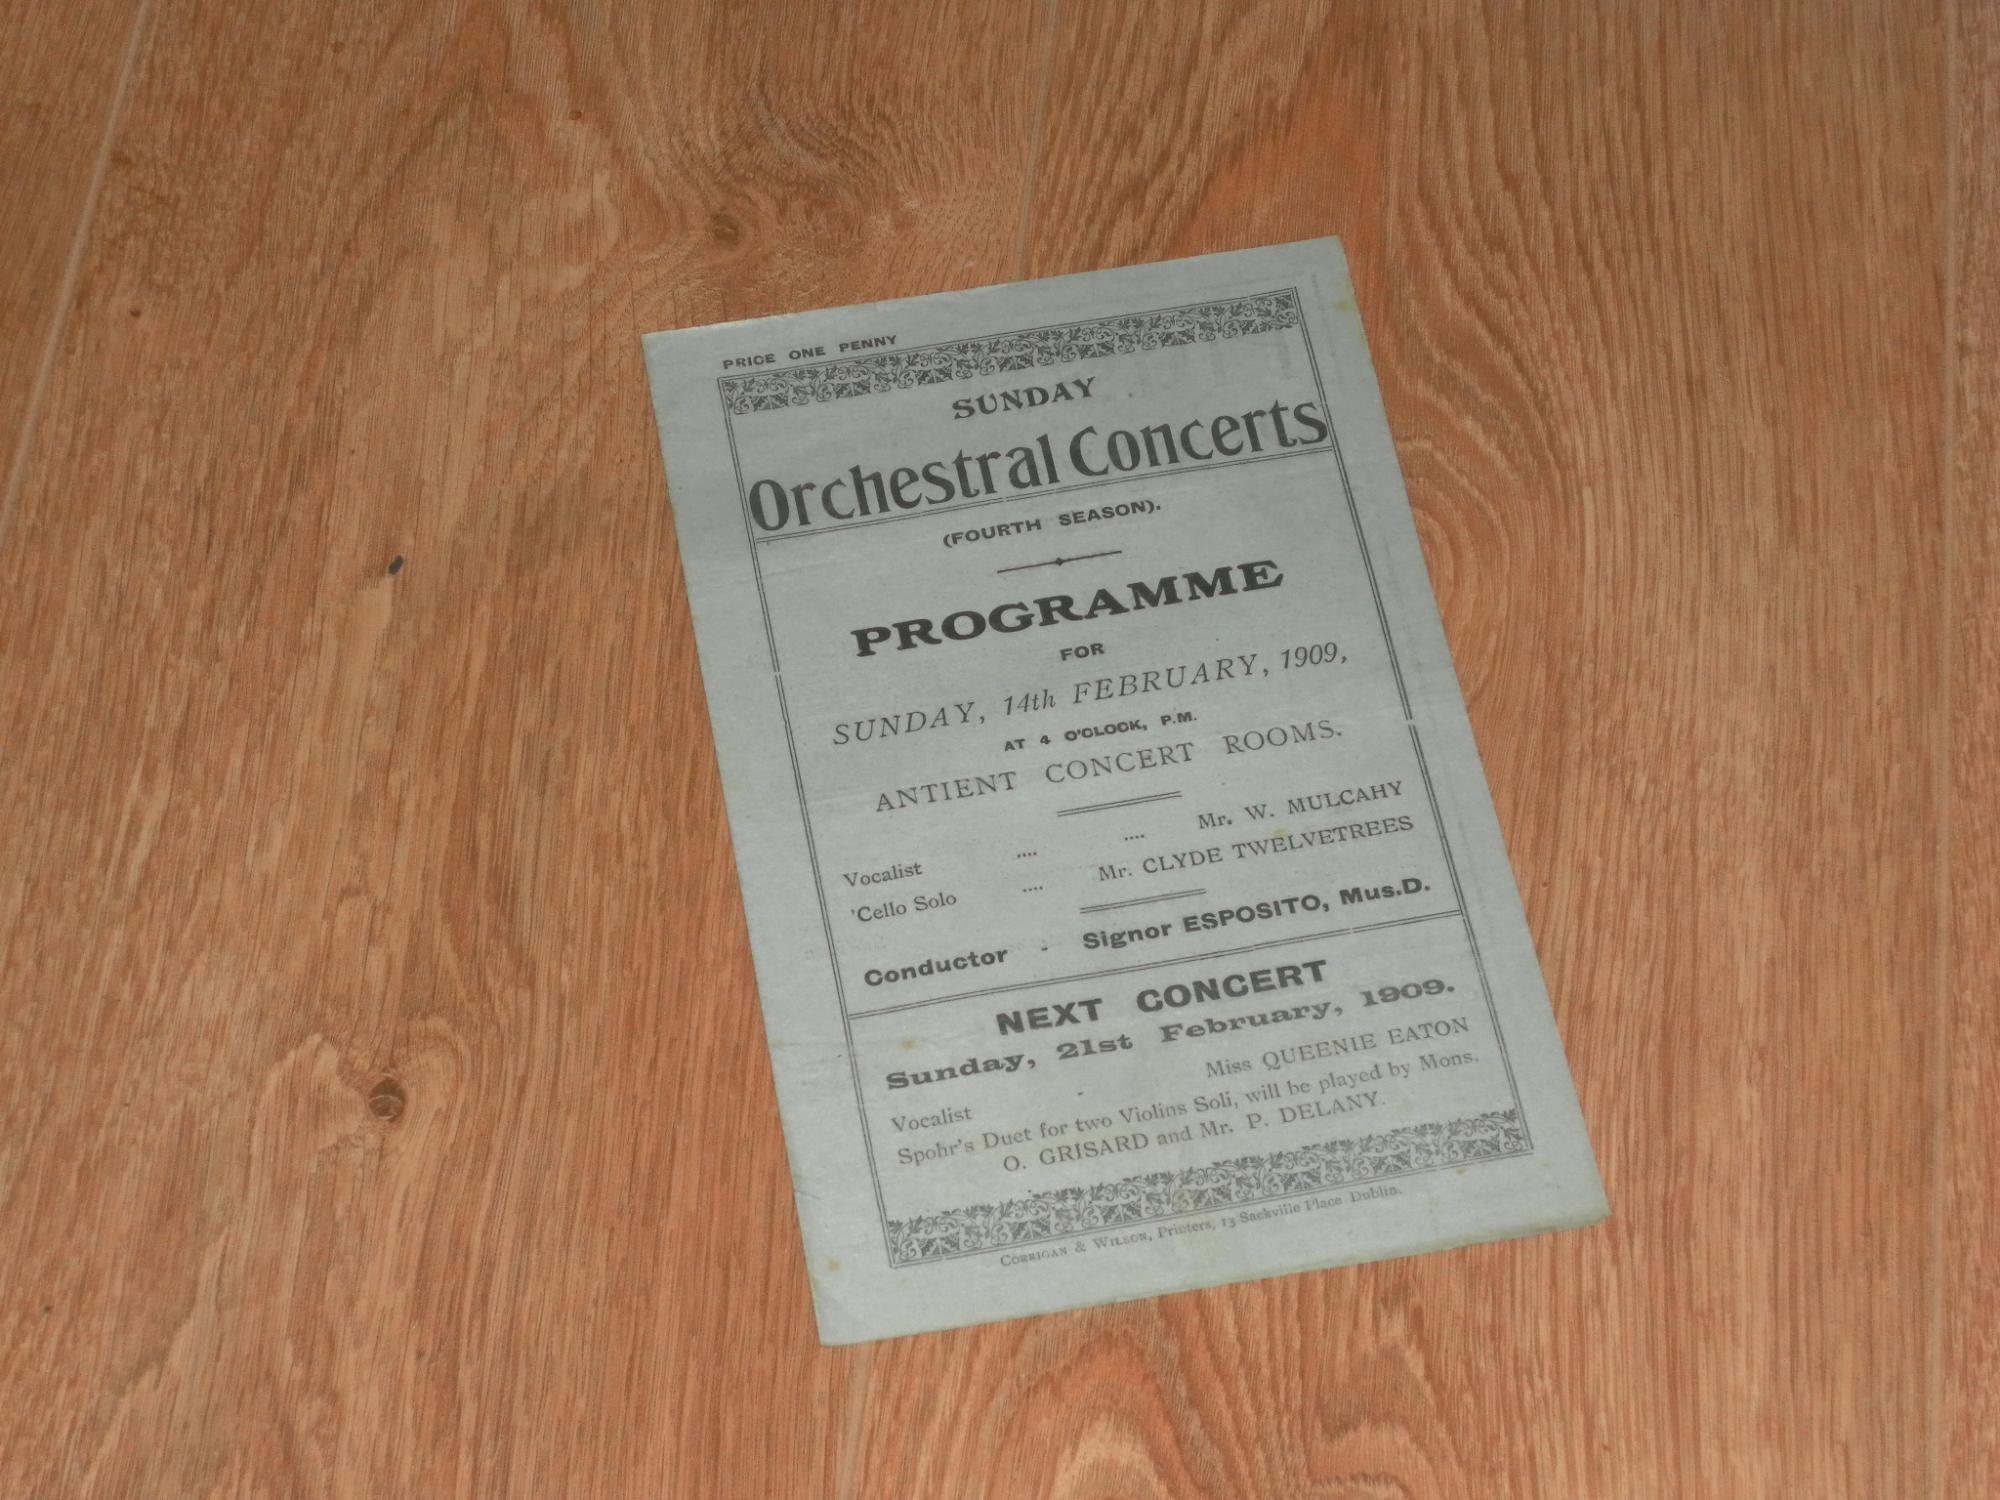 PRICE ONE PENNY
SUNDAY
Orchestral Concerts
(FOURTH SEASON).
PROGRAMME
FOR
SUNDAY, 14th FEBRUARY, 1909,
AT 4 O'CLOCK, P.M.
ANTIENT CONCERT ROOMS.
Vocalist .... .... Mr. W. MULCAHY
'Cello Solo .... Mr. CLYDE TWELVETREES
Conductor - Signor ESPOSITO, Mus.D.
NEXT CONCERT
Sunday, 21st February, 1909.
Vocalist - Miss QUEENIE EATON
Spohr's Duet for two Violins Soli, will be played by Mons.
O. GRISARD and Mr. P. DELANY.
CORRIGAN & WILSON, Printers, 13 Sackville Place Dublin.